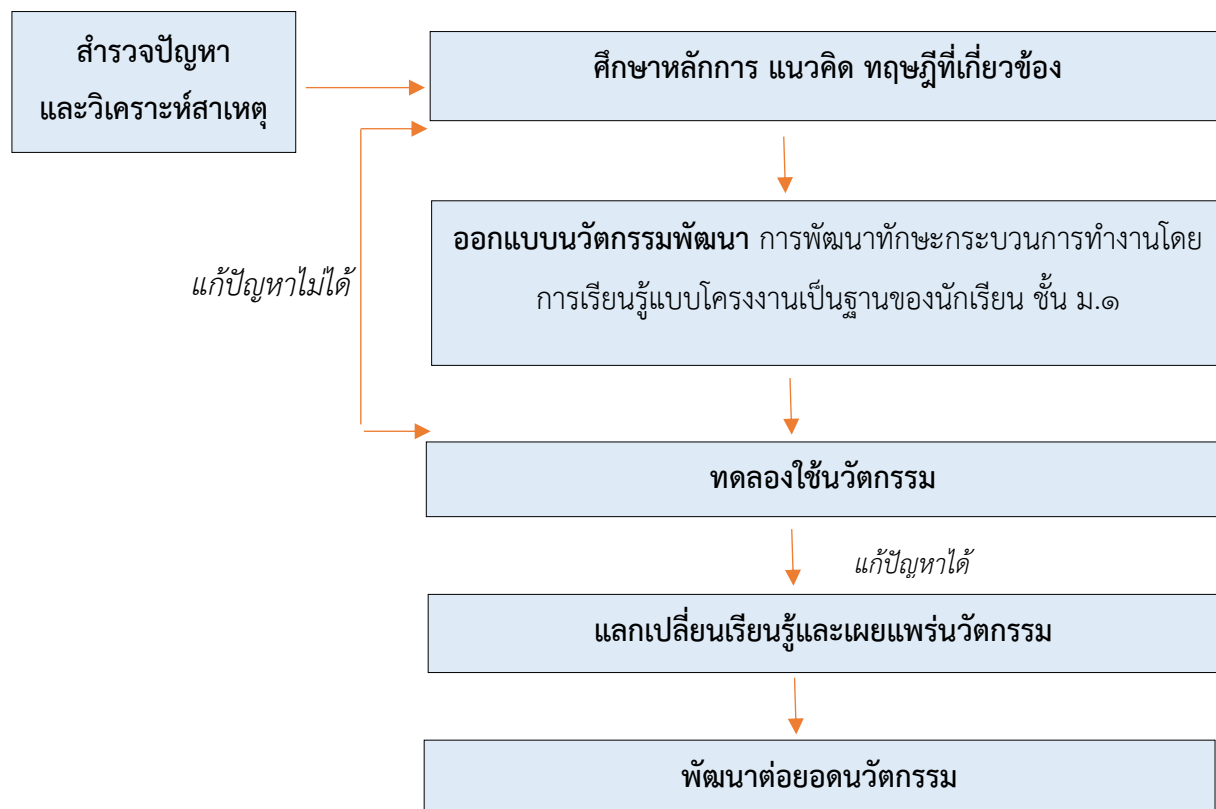 สำรวจปัญหา
และวิเคราะห์สาเหตุ
ศึกษาหลักการ แนวคิด ทฤษฎีที่เกี่ยวข้อง
ออกแบบนวัตกรรมพัฒนา การพัฒนาทักษะกระบวนการทำงานโดย
การเรียนรู้แบบโครงงานเป็นฐานของนักเรียน ชั้น ม.๑
แก้ปัญหาไม่ได้
ทดลองใช้นวัตกรรม
แก้ปัญหาได้
แลกเปลี่ยนเรียนรู้และเผยแพร่นวัตกรรม
พัฒนาต่อยอดนวัตกรรม